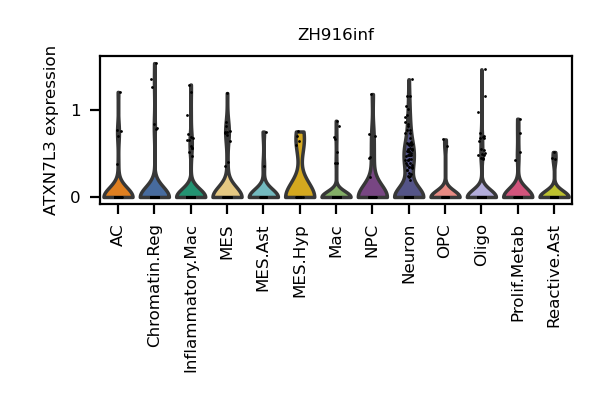 ZH916inf
ATXN7L3 expression
1
0
AC
Chromatin.Reg
Inflammatory.Mac
MES
MES.Ast
MES.Hyp
Mac
NPC
Neuron
OPC
Oligo
Prolif.Metab
Reactive.Ast